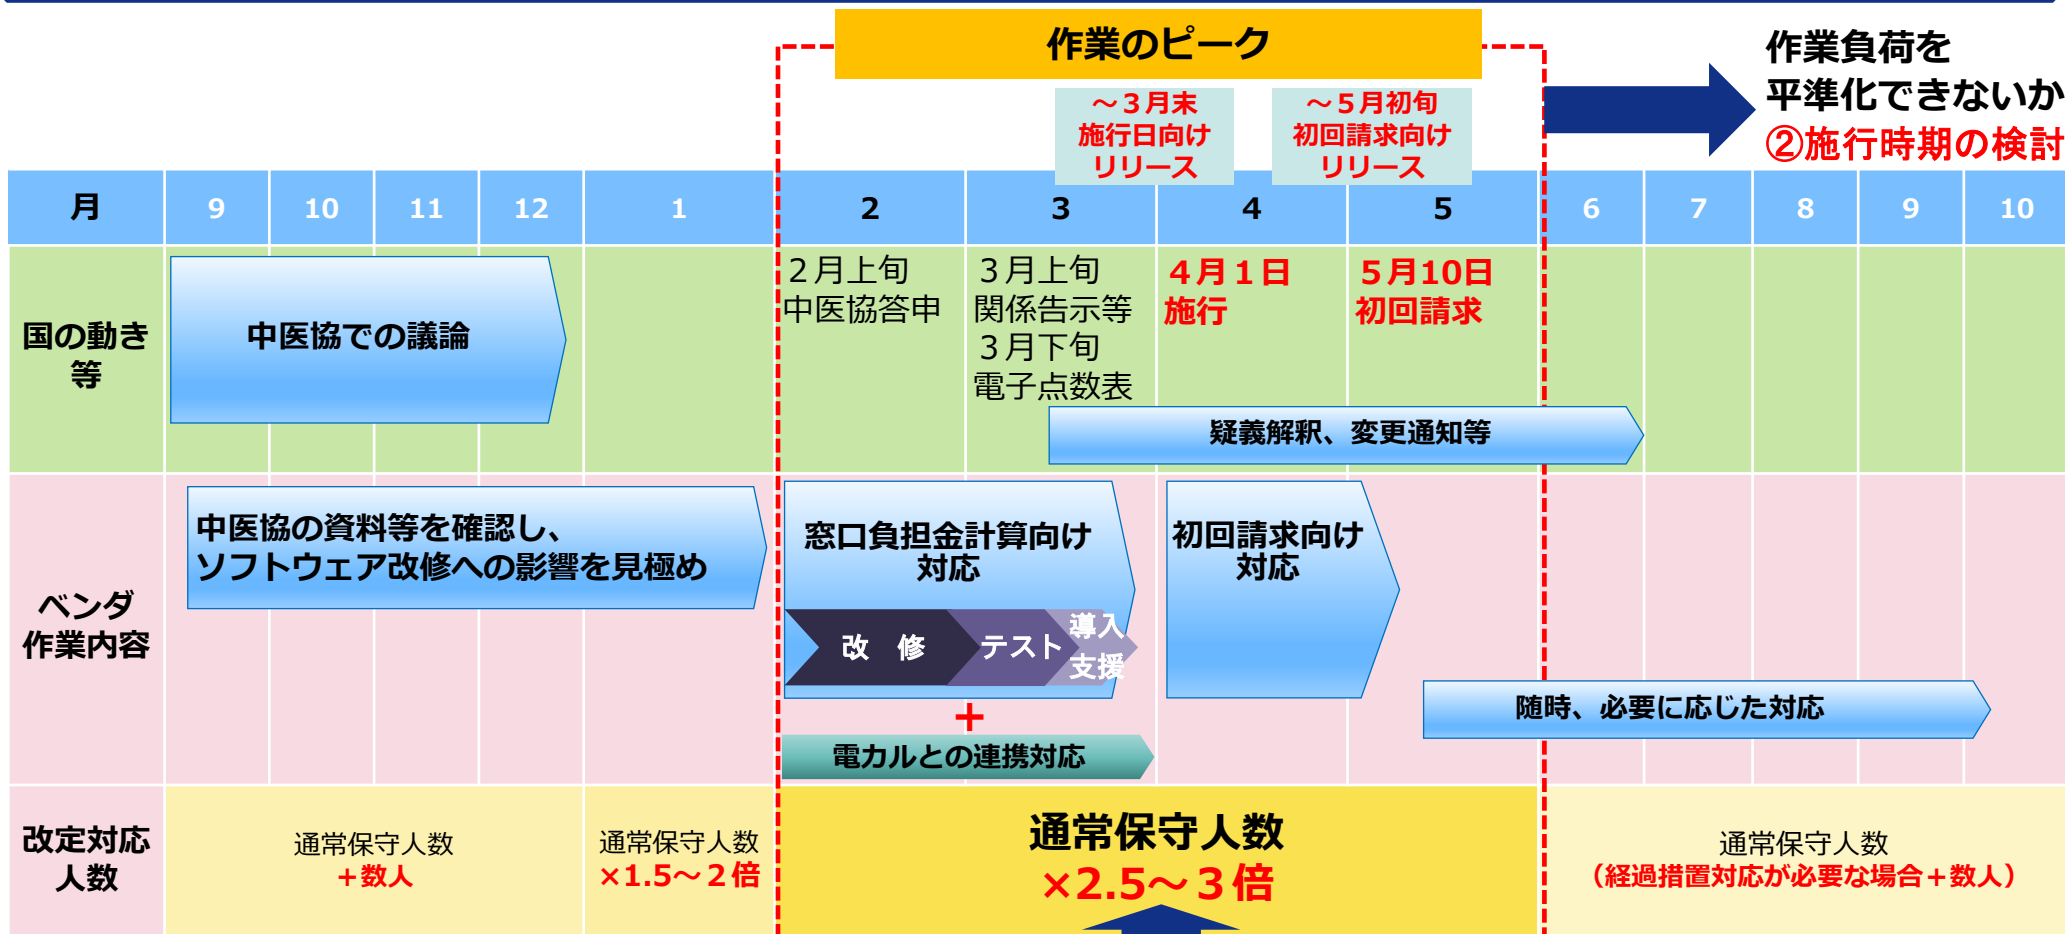 作業のピーク
作業負荷を
平準化できないか
②施行時期の検討
～３月末
施行日向け
リリース
～５月初旬
初回請求向け
リリース
月 9 10 11 12 1 2 3 4 5 6 7 8 9 10
国の動き
等
中医協での議論
２月上旬
中医協答申
３月上旬
関係告示等
３月下旬
電子点数表
４月１日
施行
５月10日
初回請求
疑義解釈、変更通知等
ベンダ
作業内容
中医協の資料等を確認し、
ソフトウェア改修への影響を見極め
窓口負担金計算向け
対応
改　修
テスト
導入
支援
＋
電カルとの連携対応
初回請求向け
対応
随時、必要に応じた対応
改定対応
人数
通常保守人数
＋数人
通常保守人数
×1.5～２倍
通常保守人数
×2.5～３倍
通常保守人数
（経過措置対応が必要な場合＋数人）